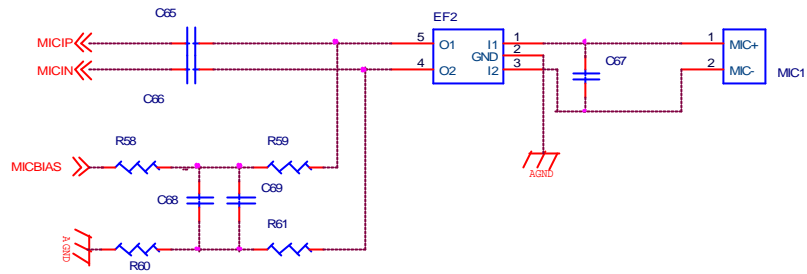 C65
EF2
MICIP
5
O1
I1
1
1
MIC+
GND
2
MICIN
4
O2
I2
3
C67
2
MIC-
MIC1
C66
R58
R59
AGND
MICBIAS
C68
C69
R61
AGND
R60